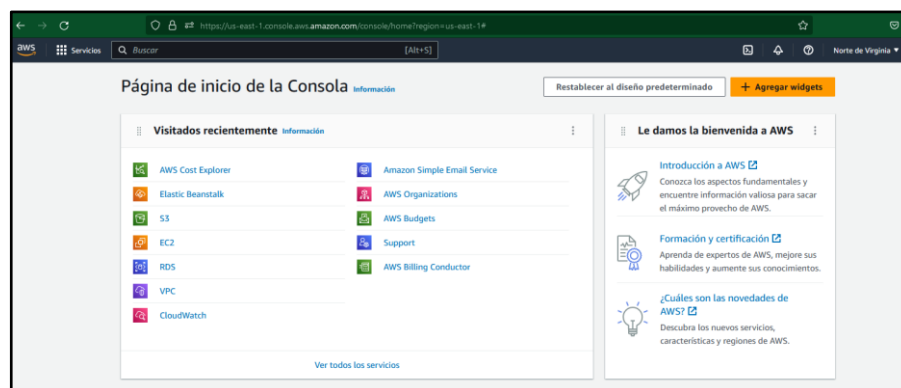 https://us-east-1.console.aws.amazon.com/console/home?region=us-east-1#
aws Servicios Buscar [Alt+S] Norte de Virginia
Página de inicio de la Consola Información
Restablecer al diseño predeterminado + Agregar widgets
Visitados recientemente Información
AWS Cost Explorer
Elastic Beanstalk
S3
EC2
RDS
VPC
CloudWatch
Amazon Simple Email Service
AWS Organizations
AWS Budgets
Support
AWS Billing Conductor
Ver todos los servicios
Le damos la bienvenida a AWS
Introducción a AWS
Conozca los aspectos fundamentales y
encuentre información valiosa para sacar
el máximo provecho de AWS.
Formación y certificación
Aprenda de expertos de AWS, mejore sus
habilidades y aumente sus conocimientos.
¿Cuáles son las novedades de
AWS?
Descubra los nuevos servicios,
características y regiones de AWS.